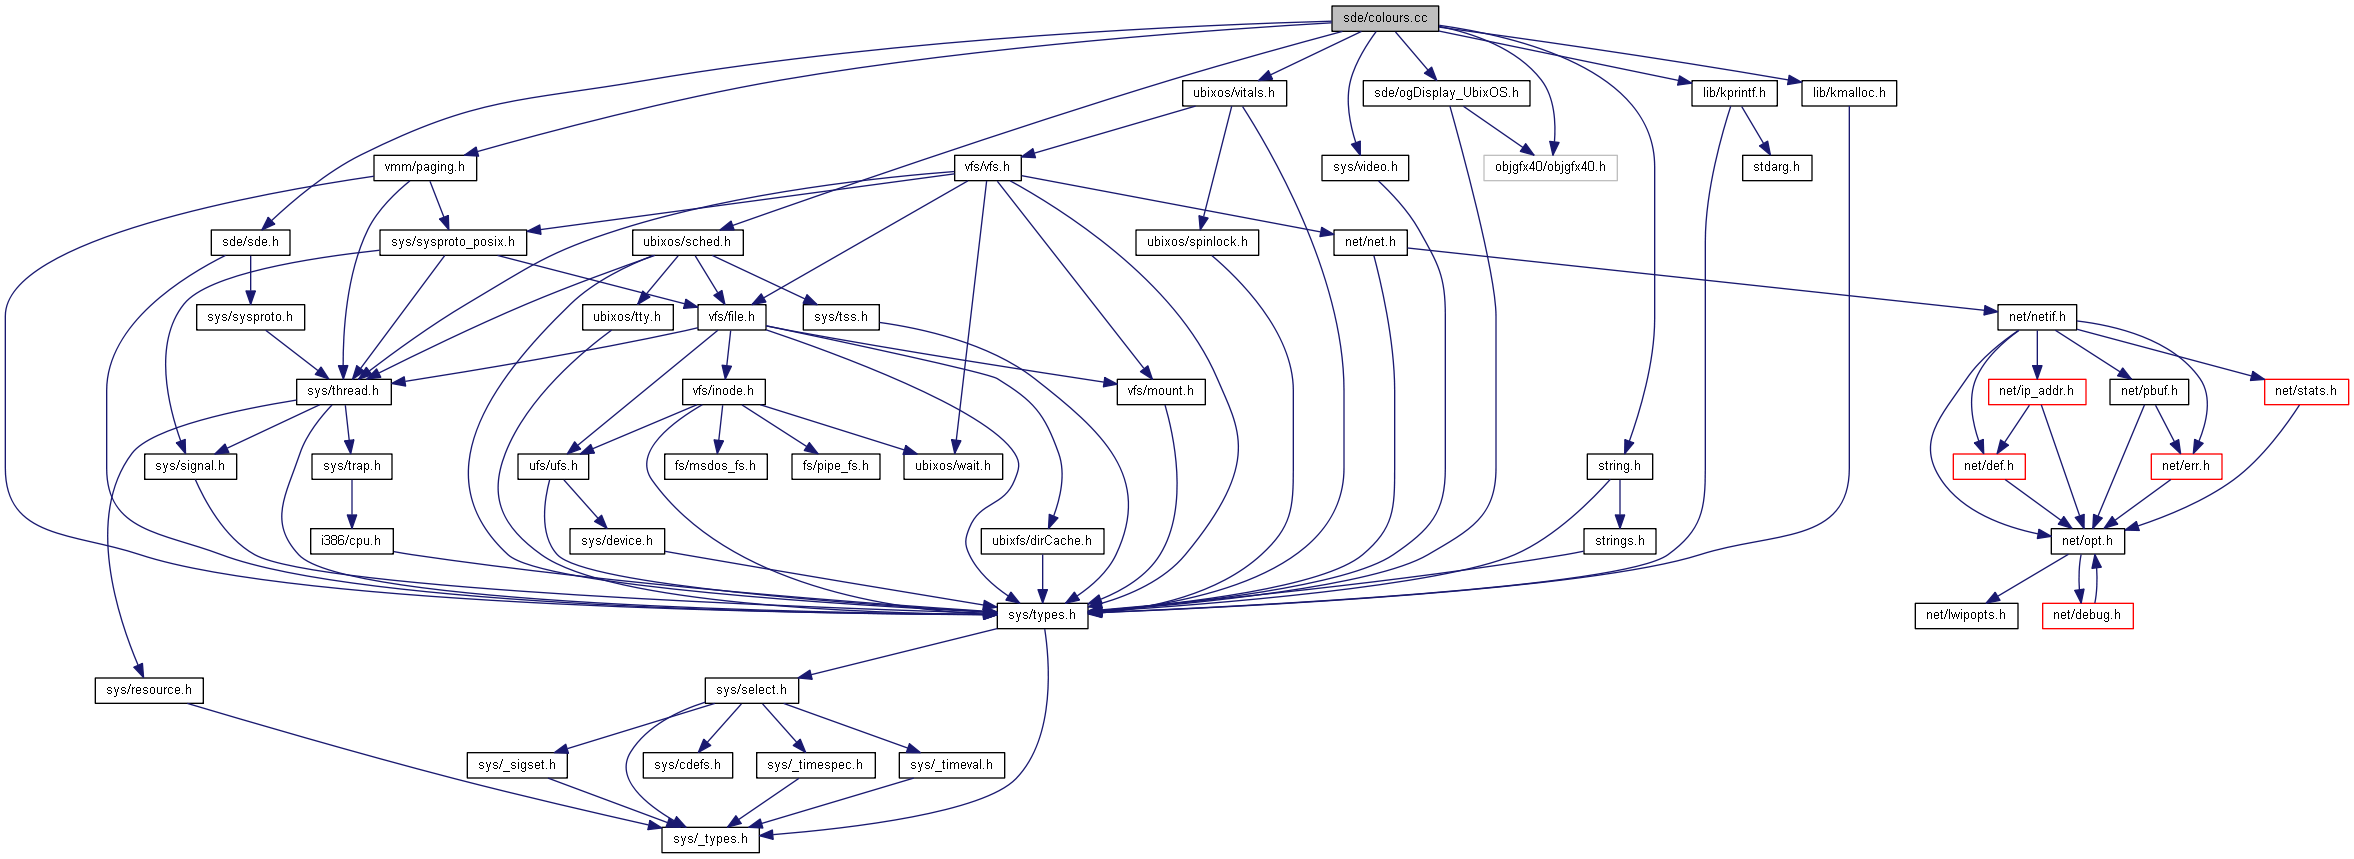 sde/colours.cc
ubixos/vitals.h
sde/ogDisplay_UbixOS.h
lib/kprintf.h
lib/kmalloc.h
vmm/paging.h
vfs/vfs.h
sys/video.h
objgfx40/objgfx40.h
stdarg.h
sde/sde.h
sys/sysproto_posix.h
ubixos/sched.h
ubixos/spinlock.h
net/net.h
sys/sysproto.h
ubixos/tty.h
vfs/file.h
sys/tss.h
net/netif.h
sys/thread.h
vfs/inode.h
vfs/mount.h
net/ip_addr.h
net/pbuf.h
net/stats.h
sys/signal.h
sys/trap.h
ufs/ufs.h
fs/msdos_fs.h
fs/pipe_fs.h
ubixos/wait.h
string.h
net/def.h
net/err.h
i386/cpu.h
sys/device.h
ubixfs/dirCache.h
strings.h
net/opt.h
sys/types.h
net/lwipopts.h
net/debug.h
sys/resource.h
sys/select.h
sys/_sigset.h
sys/cdefs.h
sys/_timespec.h
sys/_timeval.h
sys/_types.h